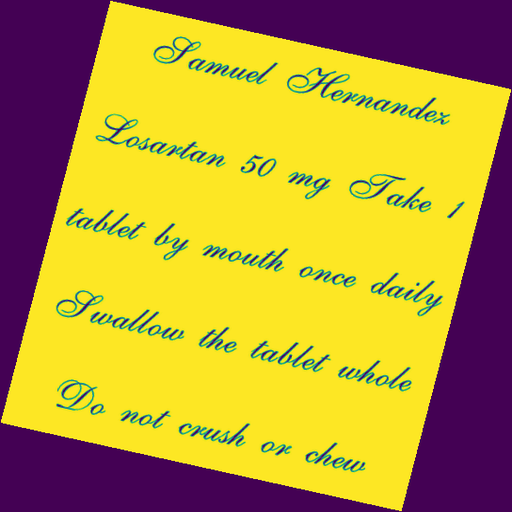 Samuel Hernandez
Losartan 50 mg Take 1
tablet by mouth once daily
Swallow the tablet whole
Do not crush or chew